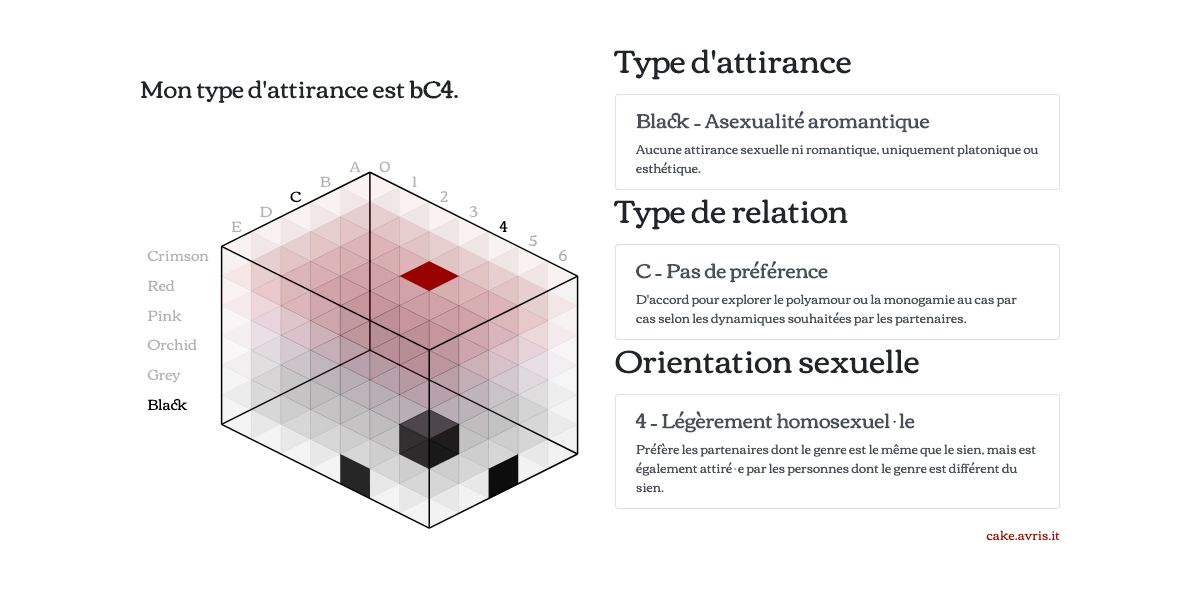 Mon type d'attirance est bC4.
A O
B 1
C 2
D 3
E 4
5
6
Crimson
Red
Pink
Orchid
Grey
Black
Type d'attirance
Black – Asexualité aromantique
Aucune attirance sexuelle ni romantique, uniquement platonique ou
esthétique.
Type de relation
C – Pas de préférence
D'accord pour explorer le polyamour ou la monogamie au cas par
cas selon les dynamiques souhaitées par les partenaires.
Orientation sexuelle
4 – Légèrement homosexuel·le
Préfère les partenaires dont le genre est le même que le sien, mais est
également attiré·e par les personnes dont le genre est différent du
sien.
cake.avris.it